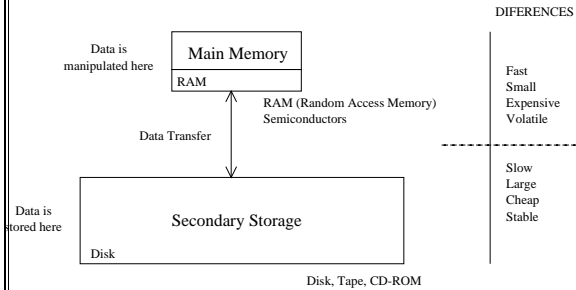 DIFERENCES
Data is
manipulated here
Main Memory
RAM
RAM (Random Access Memory)
Semiconductors
Fast
Small
Expensive
Volatile
Data Transfer
Slow
Large
Cheap
Stable
Data is
stored here
Secondary Storage
Disk
Disk, Tape, CD-ROM